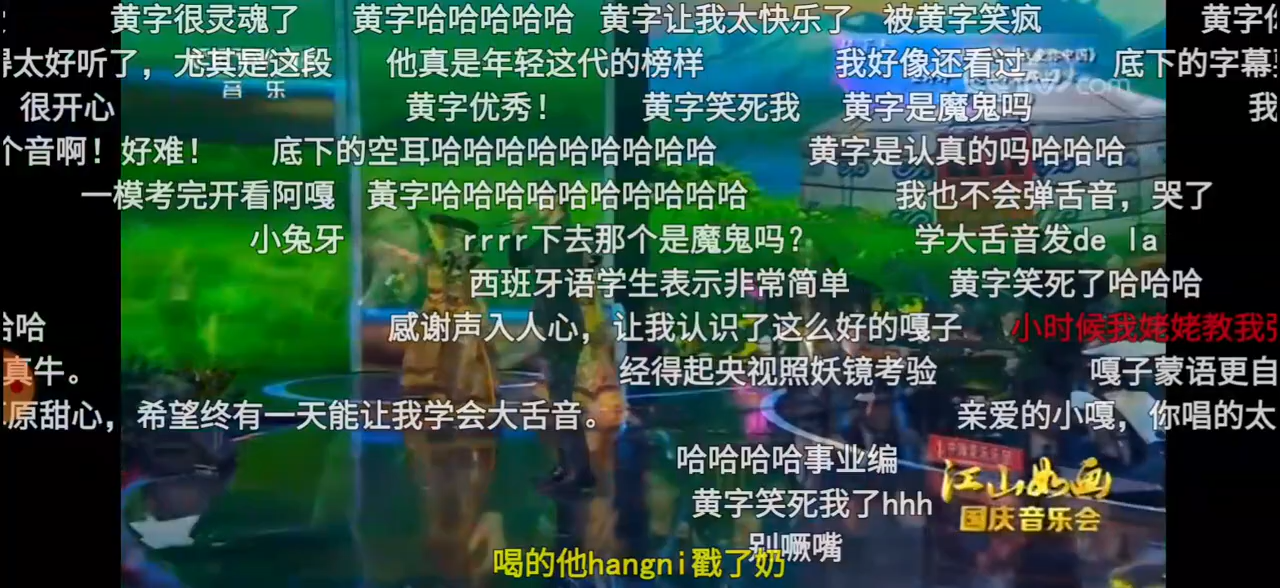 黄字很灵魂了 黄字哈哈哈哈哈 黄字让我太快乐了 被黄字笑疯 黄字
得太好听了，尤其是这段 他真是年轻这代的榜样 我好像还看过 底下的字幕
音乐
com
很开心 黄字优秀！ 黄字笑死我 黄字是魔鬼吗 我
个音啊！好难！ 底下的空耳哈哈哈哈哈哈哈哈哈 黄字是认真的吗哈哈哈
一模考完开看阿嘎 黃字哈哈哈哈哈哈哈哈哈哈 我也不会弹舌音，哭了
小兔牙 rrrr下去那个是魔鬼吗？ 学大舌音发de la
西班牙语学生表示非常简单 黄字笑死了哈哈哈
哈哈 感谢声入人心，让我认识了这么好的嘎子 小时候我姥姥教我
真牛。 经得起央视照妖镜考验 嘎子蒙语更自
原甜心，希望终有一天能让我学会大舌音。 亲爱的小嘎，你唱的太
哈哈哈哈事业编
江山如画
黄字笑死我了hhh
国庆音乐会
别噘嘴
喝的他hangni戳了奶